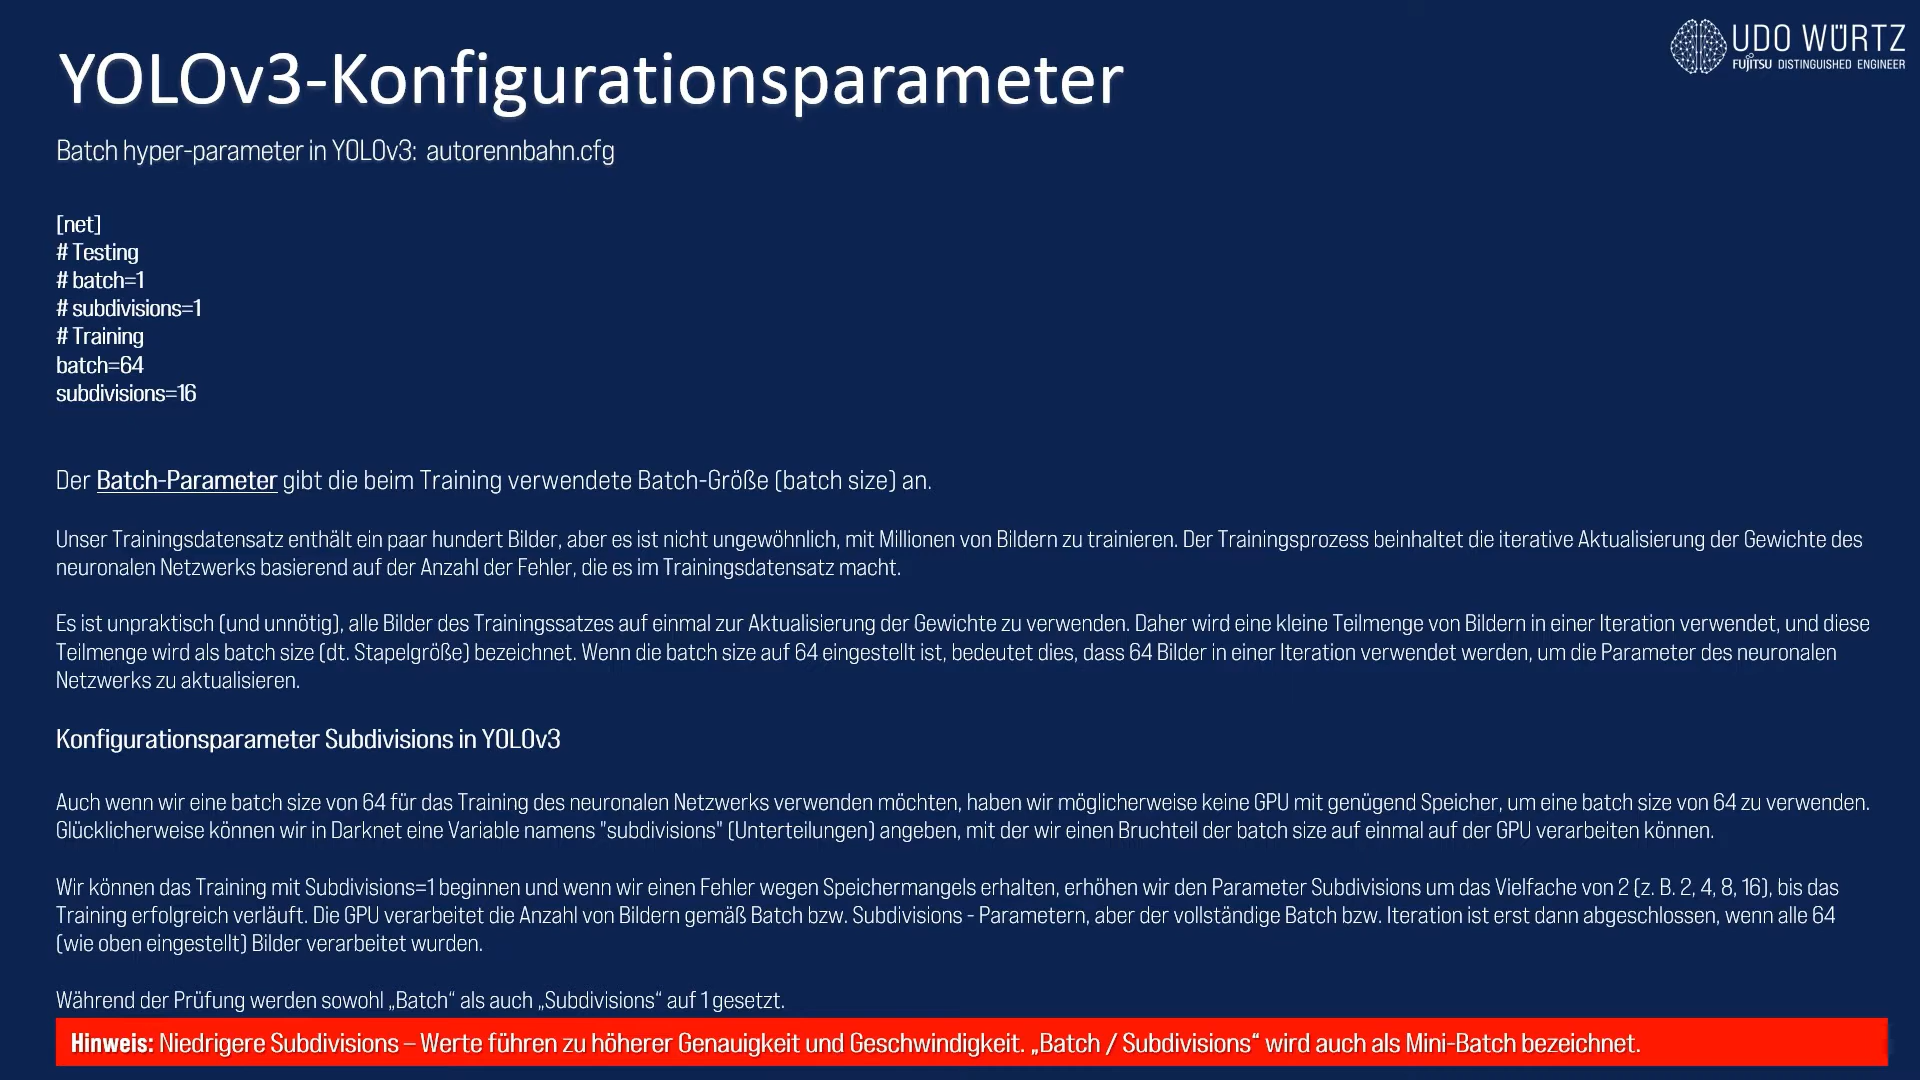 UDO WÜRTZ
FUJITSU DISTINGUISHED ENGINEER
YOLOv3-Konfigurationsparameter
Batch hyper-parameter in YOLOv3: autorennbahn.cfg
[net]
# Testing
# batch=1
# subdivisions=1
# Training
batch=64
subdivisions=16
Der Batch-Parameter gibt die beim Training verwendete Batch-Größe (batch size) an.
Unser Trainingsdatensatz enthält ein paar hundert Bilder, aber es ist nicht ungewöhnlich, mit Millionen von Bildern zu trainieren. Der Trainingsprozess beinhaltet die iterative Aktualisierung der Gewichte des
neuronalen Netzwerks basierend auf der Anzahl der Fehler, die es im Trainingsdatensatz macht.
Es ist unpraktisch (und unnötig), alle Bilder des Trainingssatzes auf einmal zur Aktualisierung der Gewichte zu verwenden. Daher wird eine kleine Teilmenge von Bildern in einer Iteration verwendet, und diese
Teilmenge wird als batch size (dt. Stapelgröße) bezeichnet. Wenn die batch size auf 64 eingestellt ist, bedeutet dies, dass 64 Bilder in einer Iteration verwendet werden, um die Parameter des neuronalen
Netzwerks zu aktualisieren.
Konfigurationsparameter Subdivisions in YOLOv3
Auch wenn wir eine batch size von 64 für das Training des neuronalen Netzwerks verwenden möchten, haben wir möglicherweise keine GPU mit genügend Speicher, um eine batch size von 64 zu verwenden.
Glücklicherweise können wir in Darknet eine Variable namens "subdivisions" (Unterteilungen) angeben, mit der wir einen Bruchteil der batch size auf einmal auf der GPU verarbeiten können.
Wir können das Training mit Subdivisions=1 beginnen und wenn wir einen Fehler wegen Speichermangels erhalten, erhöhen wir den Parameter Subdivisions um das Vielfache von 2 (z. B. 2, 4, 8, 16), bis das
Training erfolgreich verläuft. Die GPU verarbeitet die Anzahl von Bildern gemäß Batch bzw. Subdivisions - Parametern, aber der vollständige Batch bzw. Iteration ist erst dann abgeschlossen, wenn alle 64
(wie oben eingestellt) Bilder verarbeitet wurden.
Während der Prüfung werden sowohl „Batch“ als auch „Subdivisions“ auf 1 gesetzt.
Hinweis: Niedrigere Subdivisions – Werte führen zu höherer Genauigkeit und Geschwindigkeit. „Batch / Subdivisions“ wird auch als Mini-Batch bezeichnet.